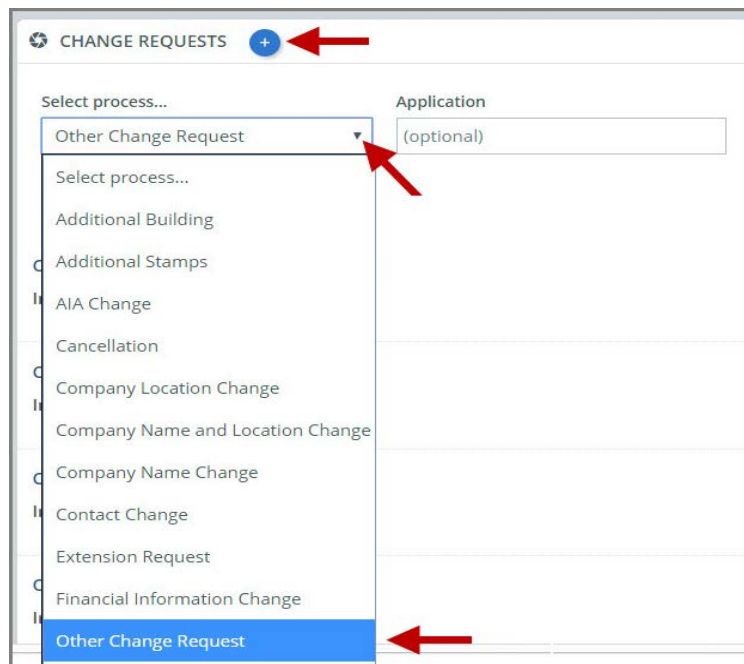 CHANGE REQUESTS +
Select process... Application
Other Change Request (optional)
Select process...
Additional Building
Additional Stamps
AIA Change
Cancellation
Company Location Change
Company Name and Location Change
Company Name Change
Contact Change
Extension Request
Financial Information Change
Other Change Request